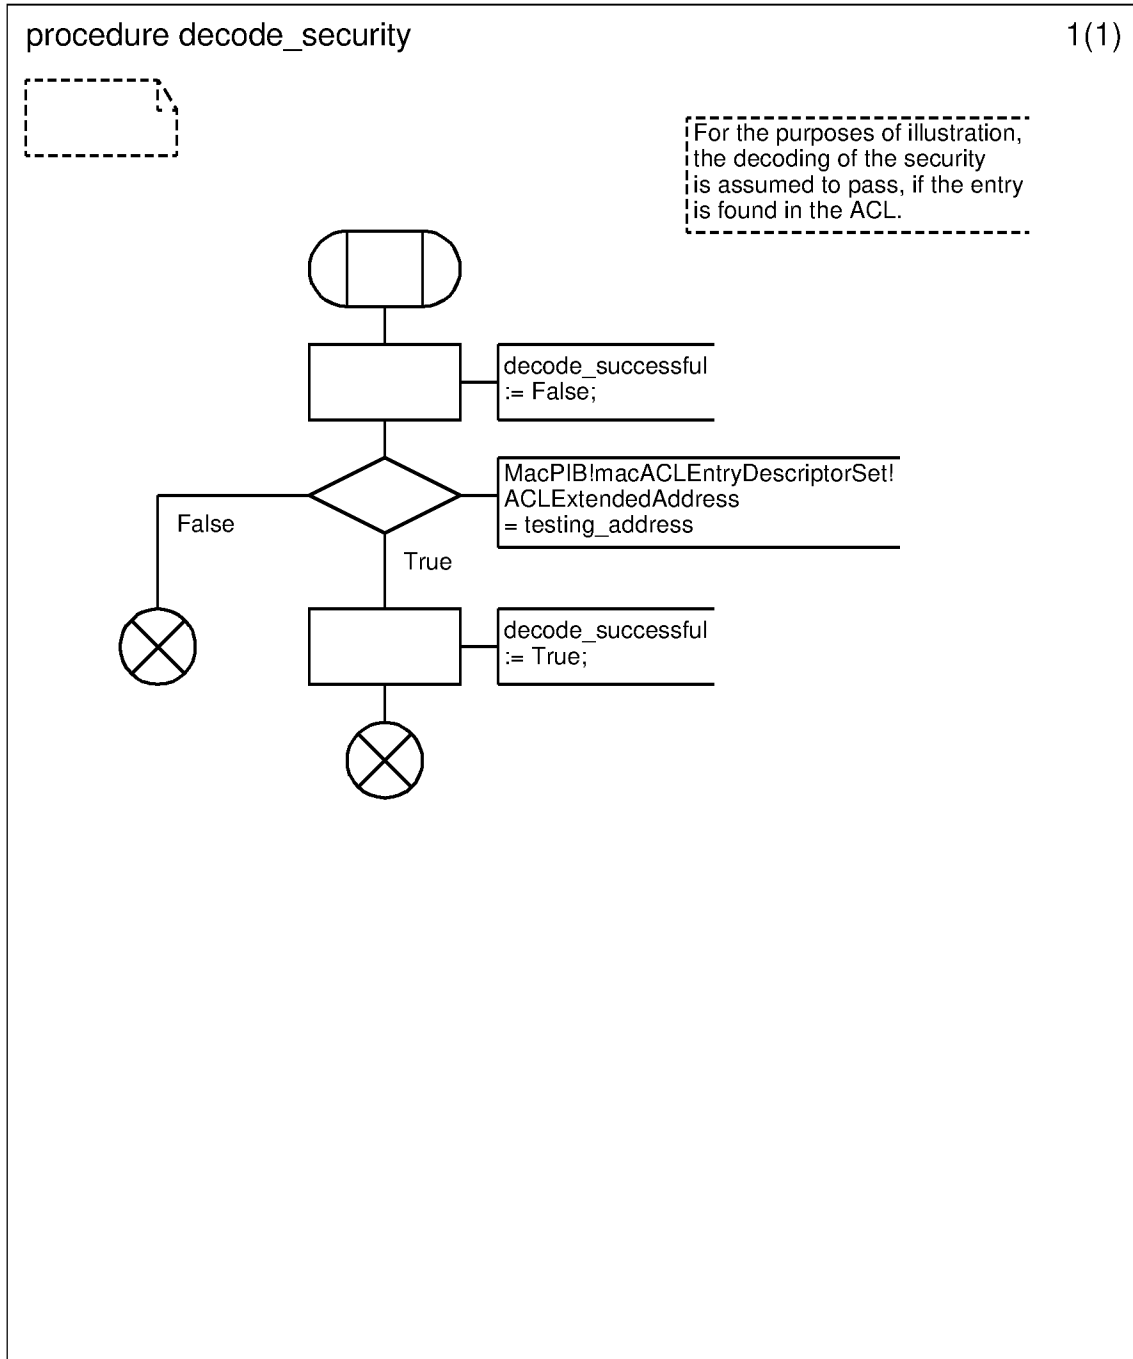 procedure decode_security
1(1)
For the purposes of illustration,
the decoding of the security
is assumed to pass, if the entry
is found in the ACL.
decode_successful
:= False;
MacPIB!macACLEntryDescriptorSet!
ACLExtendedAddress
= testing_address
False
True
decode_successful
:= True;